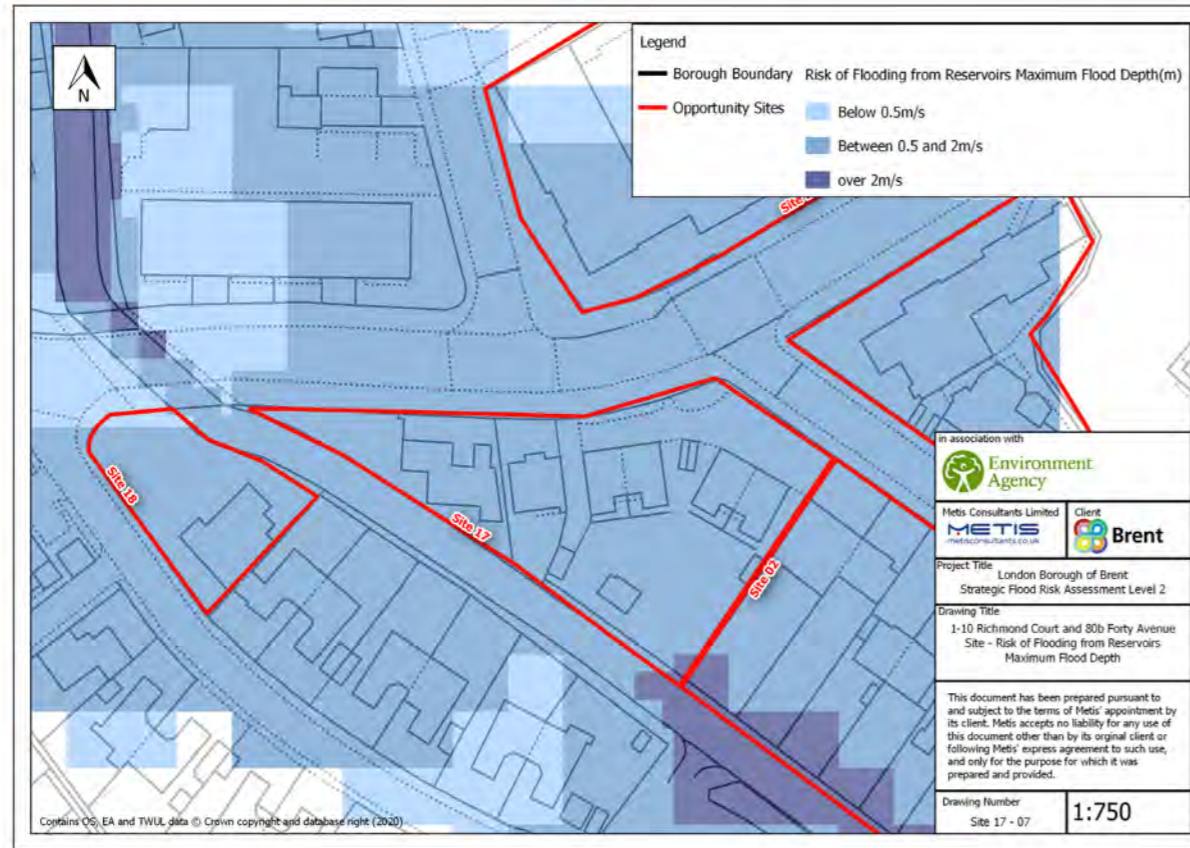 N
Legend
Borough Boundary
Opportunity Sites
Risk of Flooding from Reservoirs Maximum Flood Depth(m)
Below 0.5m/s
Between 0.5 and 2m/s
over 2m/s
Site
Site 18
Site 17
Site 02
in association with
Environment
Agency
Metis Consultants Limited
METIS
metisconsultants.co.uk
Client
Brent
Project Title
London Borough of Brent
Strategic Flood Risk Assessment Level 2
Drawing Title
1-10 Richmond Court and 80b Forty Avenue
Site - Risk of Flooding from Reservoirs
Maximum Flood Depth
This document has been prepared pursuant to
and subject to the terms of Metis' appointment by
its client. Metis accepts no liability for any use of
this document other than by its orginal client or
following Metis' express agreement to such use,
and only for the purpose for which it was
prepared and provided.
Drawing Number
Site 17 - 07
1:750
Contains OS, EA and TWUL data © Crown copyright and database right (2020)